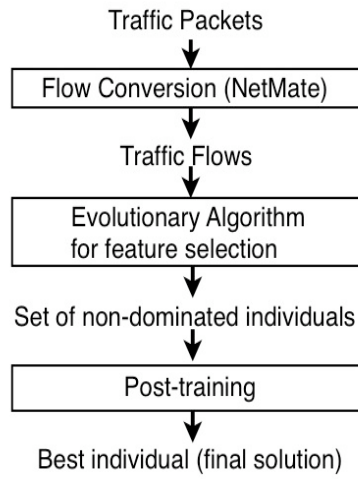 Traffic Packets
Flow Conversion (NetMate)
Traffic Flows
Evolutionary Algorithm
for feature selection
Set of non-dominated individuals
Post-training
Best individual (final solution)